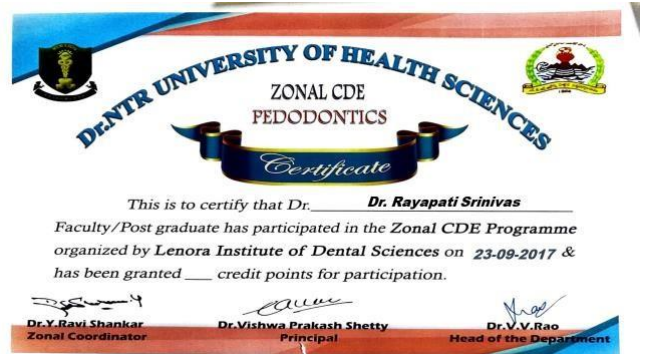 Dr.NTR UNIVERSITY OF HEALTH SCIENCES
ZONAL CDE
PEDODONTICS
Certificate
This is to certify that Dr.___ Dr. Rayapati Srinivas
Faculty/Post graduate has participated in the Zonal CDE Programme
organized by Lenora Institute of Dental Sciences on 23-09-2017 &
has been granted ___ credit points for participation.
Dr.Y.Ravi Shankar Dr.Vishwa Prakash Shetty Dr.V.V.Rao
Zonal Coordinator Principal Head of the Department